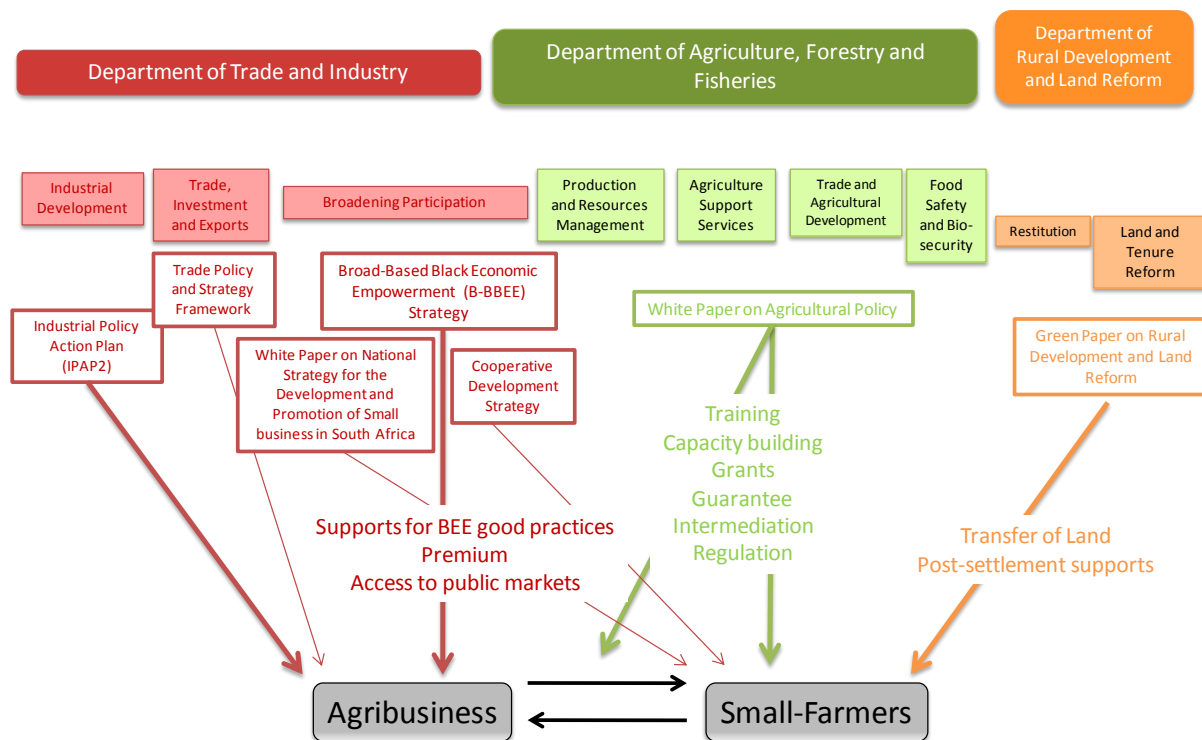 Department of Trade and Industry
Department of Agriculture, Forestry and
Fisheries
Department of
Rural Development
and Land Reform
Industrial
Development
Trade,
Investment
and Exports
Broadening Participation
Production
and Resources
Management
Agriculture
Support
Services
Trade and
Agricultural
Development
Food
Safety
and Bio-
security
Restitution
Land and
Tenure
Reform
Industrial Policy
Action Plan
(IPAP2)
Trade Policy
and Strategy
Framework
White Paper on National
Strategy for the
Development and
Promotion of Small
business in South Africa
Broad-Based Black Economic
Empowerment (B-BBEE)
Strategy
Cooperative
Development
Strategy
White Paper on Agricultural Policy
Green Paper on Rural
Development and Land
Reform
Supports for BEE good practices
Premium
Access to public markets
Training
Capacity building
Grants
Guarantee
Intermediation
Regulation
Transfer of Land
Post-settlement supports
Agribusiness
Small-Farmers